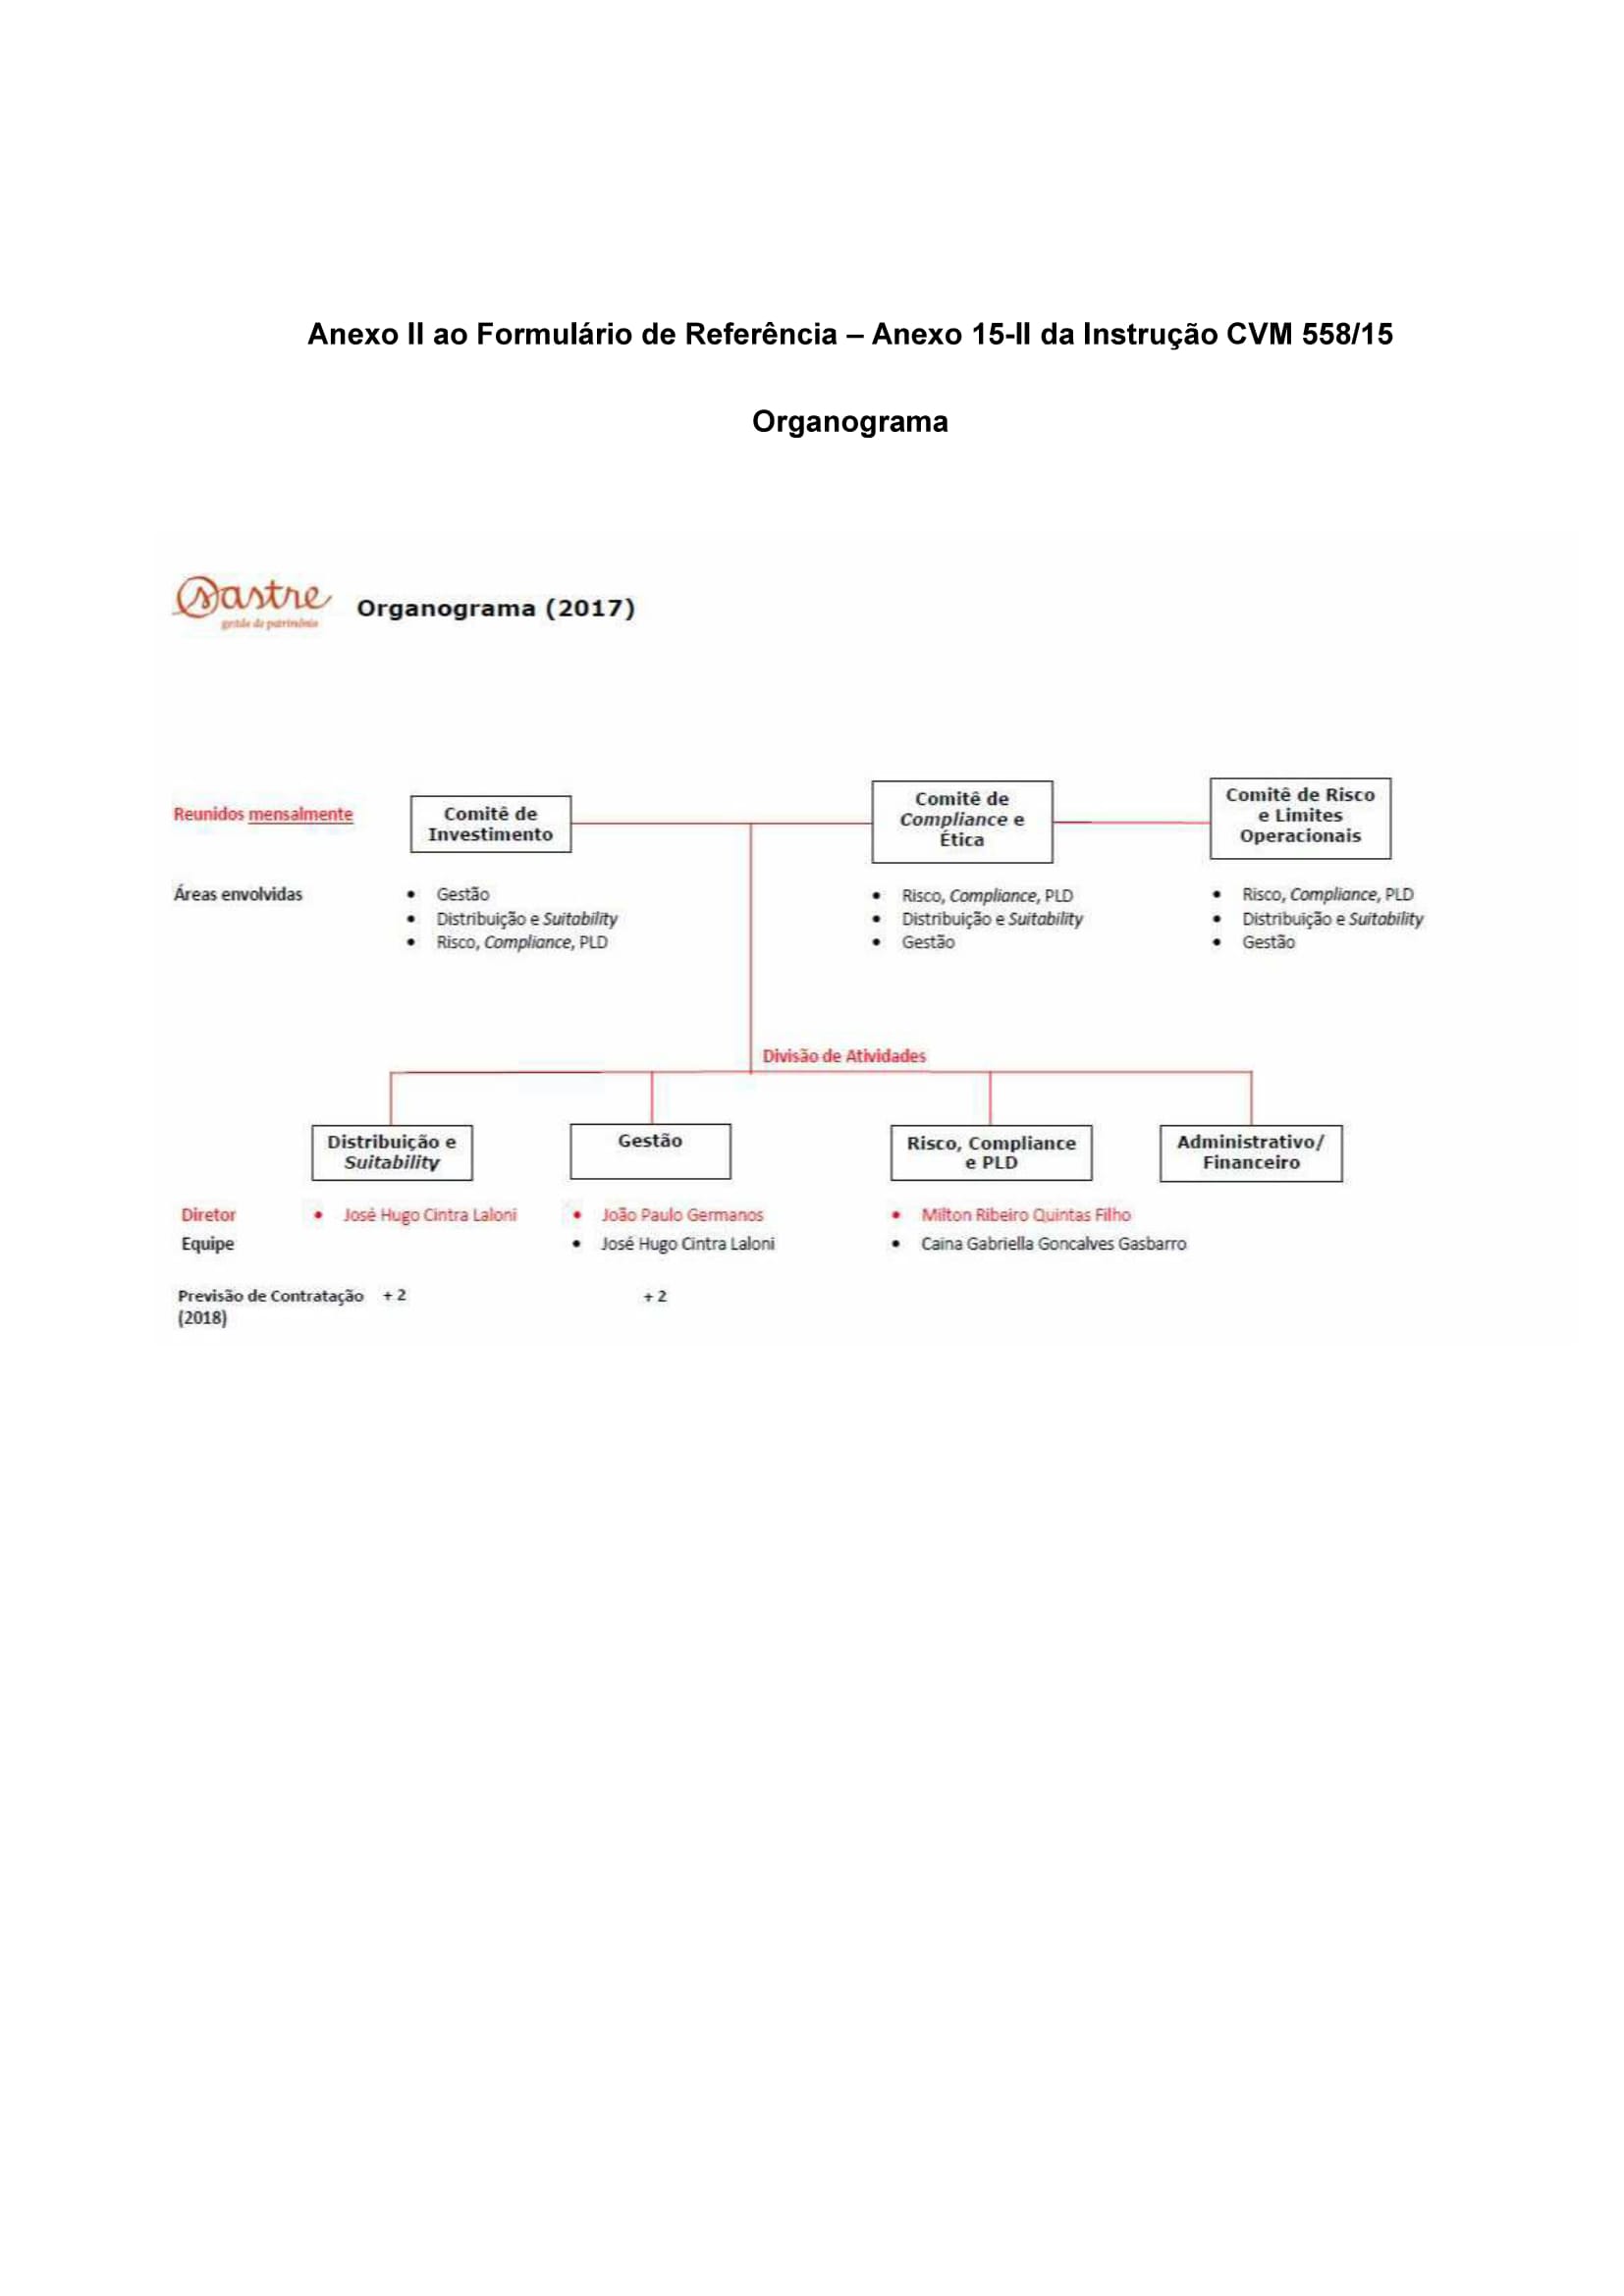 Anexo II ao Formulário de Referência – Anexo 15-II da Instrução CVM 558/15
Organograma
Sastre
gestão de patrimônio
Organograma (2017)
Reunidos mensalmente
Comitê de
Investimento
Comitê de
Compliance e
Ética
Comitê de Risco
e Limites
Operacionais
Áreas envolvidas
• Gestão
• Distribuição e Suitability
• Risco, Compliance, PLD
• Risco, Compliance, PLD
• Distribuição e Suitability
• Gestão
• Risco, Compliance, PLD
• Distribuição e Suitability
• Gestão
Divisão de Atividades
Distribuição e
Suitability
Gestão
Risco, Compliance
e PLD
Administrativo/
Financeiro
Diretor
• José Hugo Cintra Laloni
• João Paulo Germanos
• Milton Ribeiro Quintas Filho
Equipe
• José Hugo Cintra Laloni
• Caina Gabriella Goncalves Gasbarro
Previsão de Contratação
(2018)
+ 2
+ 2